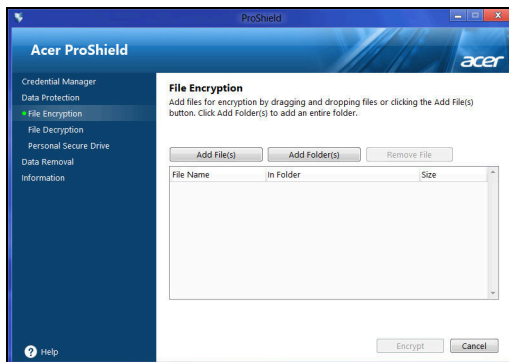 ProShield
Acer ProShield
acer
Credential Manager
Data Protection
File Encryption
File Decryption
Personal Secure Drive
Data Removal
Information
Help
File Encryption
Add files for encryption by dragging and dropping files or clicking the Add File(s)
button. Click Add Folder(s) to add an entire folder.
Add File(s) Add Folder(s) Remove File
File Name In Folder Size
Encrypt Cancel